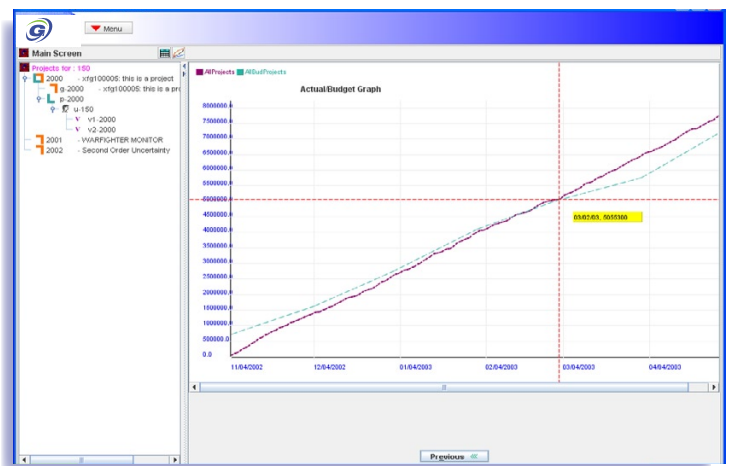 G
Menu
Main Screen
Projects for : 150
2000 - xfg100005: this is a project
g-2000 - xfg100005: this is a pro
p-2000
u-150
v v1-2000
v v2-2000
2001 - WARFIGHTER MONITOR
2002 - Second Order Uncertainty
AllProjects AllBudProjects
Actual/Budget Graph
8000000.0
7500000.0
7000000.0
6500000.0
6000000.0
5500000.0
5000000.0
4500000.0
4000000.0
3500000.0
3000000.0
2500000.0
2000000.0
1500000.0
1000000.0
500000.0
0.0
03/02/03, 5055300
11/04/2002 12/04/2002 01/04/2003 02/04/2003 03/04/2003 04/04/2003
Previous